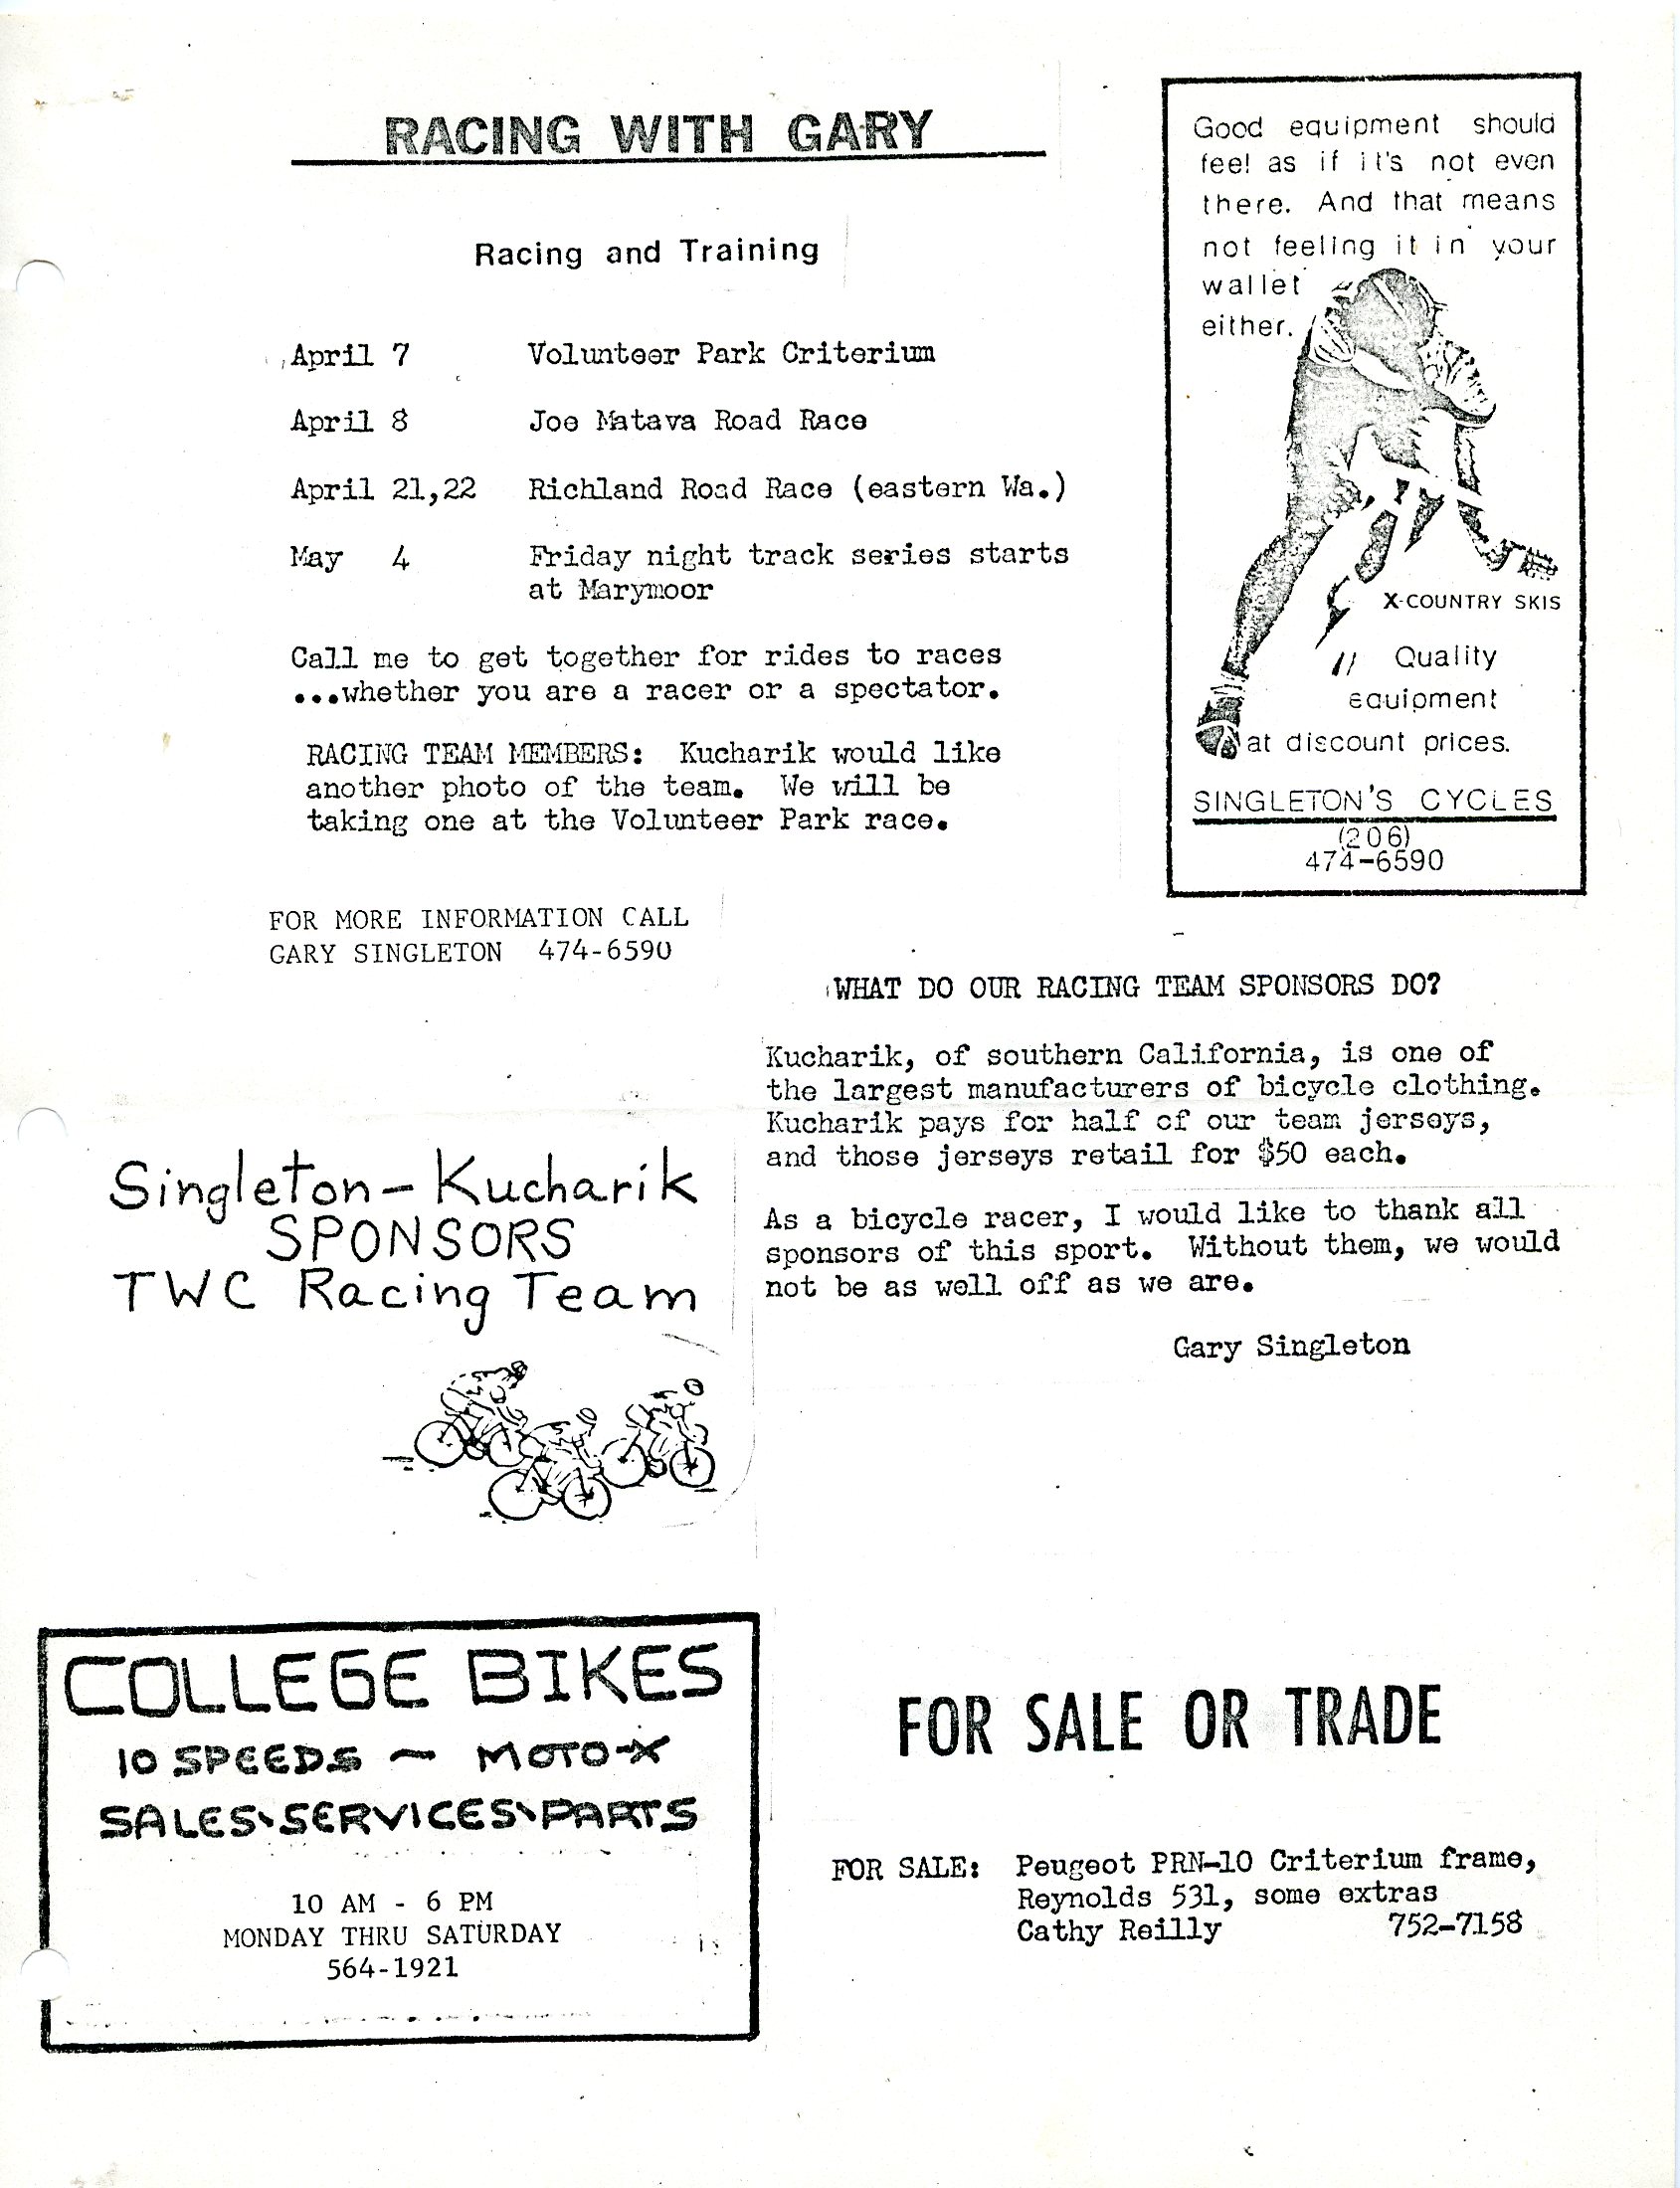 RACING WITH GARY
Racing and Training
April 7 Volunteer Park Criterium
April 8 Joe Matava Road Race
April 21,22 Richland Road Race (eastern Wa.)
May 4 Friday night track series starts
at Marymoor
Call me to get together for rides to races
...whether you are a racer or a spectator.
RACING TEAM MEMBERS: Kucharik would like
another photo of the team. We will be
taking one at the Volunteer Park race.
FOR MORE INFORMATION CALL
GARY SINGLETON 474-6590
Good equipment should
feel as if it's not even
there. And that means
not feeling it in your
wallet
either.
X-COUNTRY SKIS
Quality
equipment
at discount prices.
SINGLETON'S CYCLES
(206)
474-6590
WHAT DO OUR RACING TEAM SPONSORS DO?
Kucharik, of southern California, is one of
the largest manufacturers of bicycle clothing.
Kucharik pays for half of our team jerseys,
and those jerseys retail for $50 each.
As a bicycle racer, I would like to thank all
sponsors of this sport. Without them, we would
not be as well off as we are.
Gary Singleton
Singleton-Kucharik
SPONSORS
TWC Racing Team
COLLEGE BIKES
10 SPEEDS ~ MOTO-X
SALES, SERVICES, PARTS
10 AM - 6 PM
MONDAY THRU SATURDAY
564-1921
FOR SALE OR TRADE
FOR SALE: Peugeot PRN-10 Criterium frame,
Reynolds 531, some extras
Cathy Reilly 752-7158